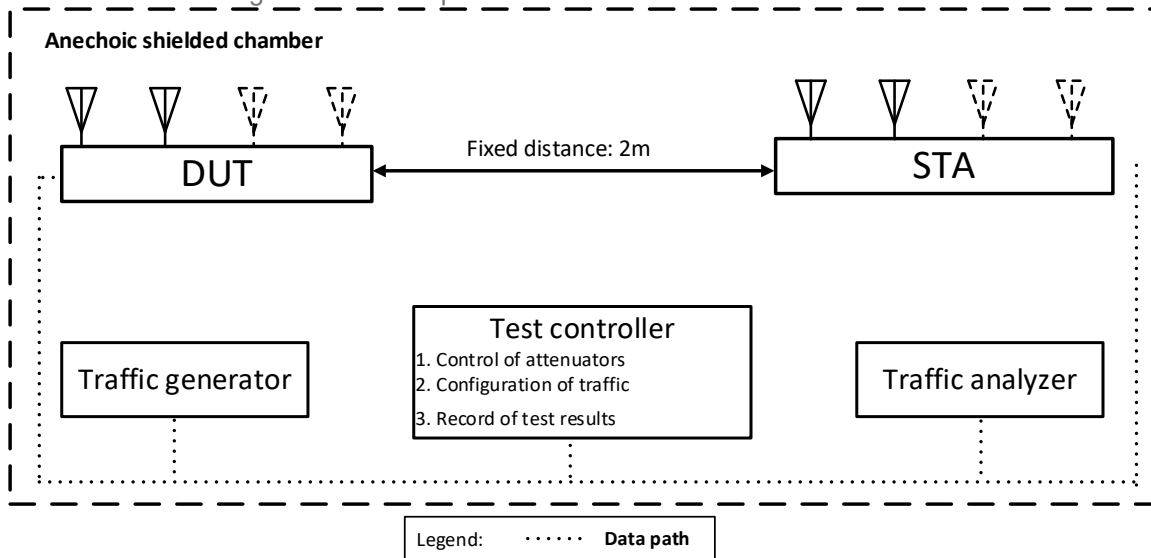 Anechoic shielded chamber
DUT
Fixed distance: 2m
STA
Test controller
1. Control of attenuators
2. Configuration of traffic
3. Record of test results
Traffic generator
Traffic analyzer
Legend: ...... Data path